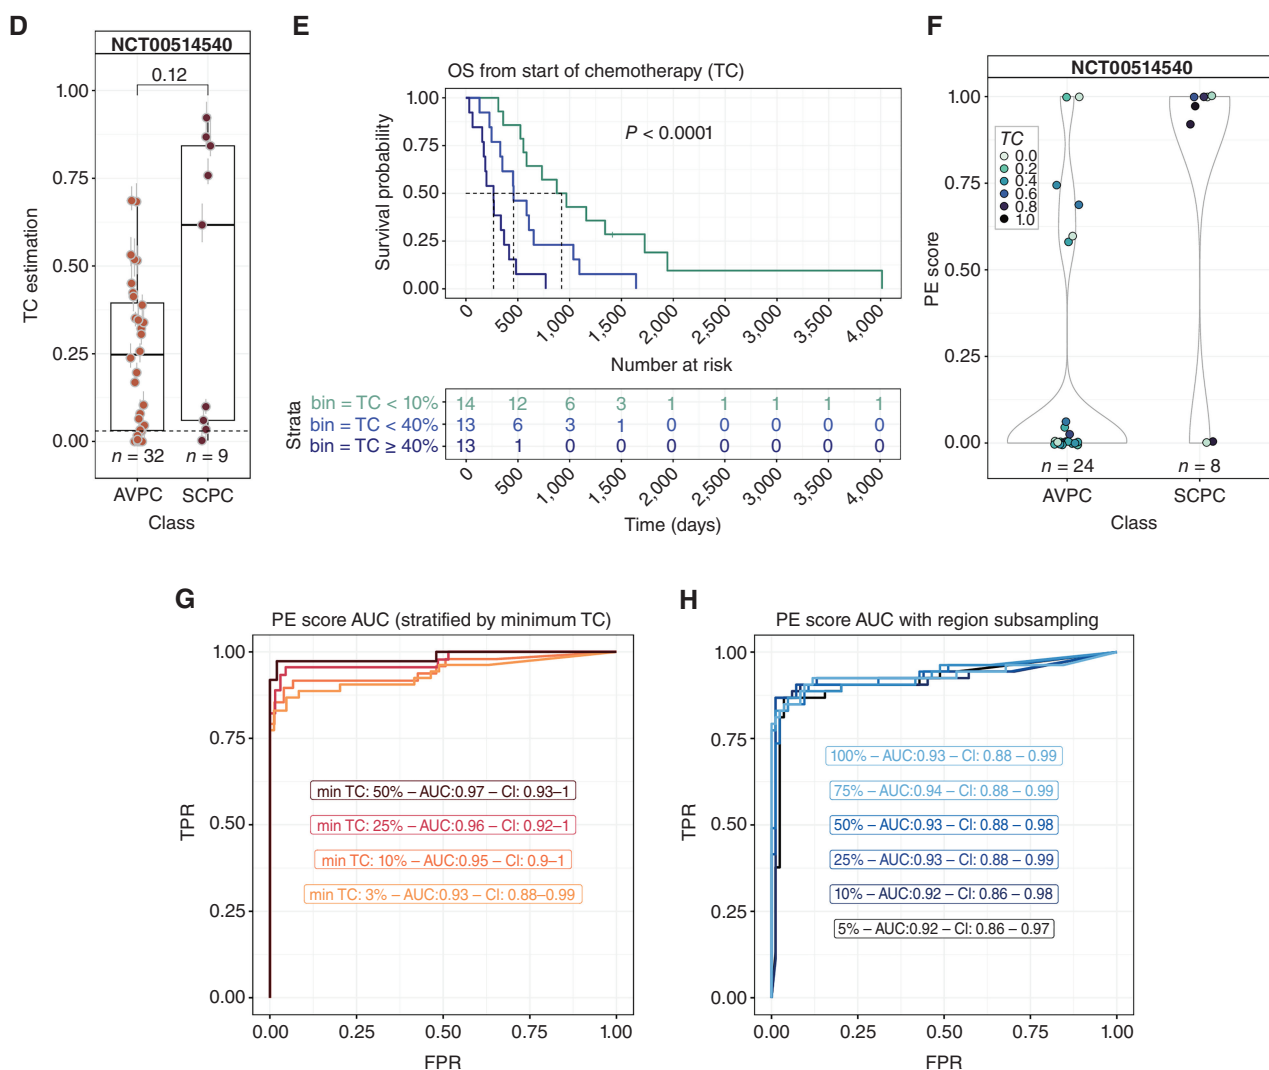 D
NCT00514540
0.12
1.00
0.75
0.50
0.25
0.00
TC estimation
n = 32
n = 9
AVPC
SCPC
Class
E
OS from start of chemotherapy (TC)
1.00
0.75
0.50
0.25
0.00
Survival probability
P < 0.0001
0
500
1,000
1,500
2,000
2,500
3,000
3,500
4,000
Number at risk
Strata
bin = TC < 10% 14 12 6 3 1 1 1 1 1
bin = TC < 40% 13 6 3 1 0 0 0 0 0
bin = TC ≥ 40% 13 1 0 0 0 0 0 0 0
0
500
1,000
1,500
2,000
2,500
3,000
3,500
4,000
Time (days)
F
NCT00514540
1.00
0.75
0.50
0.25
0.00
PE score
TC
0.0
0.2
0.4
0.6
0.8
1.0
n = 24
n = 8
AVPC
SCPC
Class
G
PE score AUC (stratified by minimum TC)
1.00
0.75
0.50
0.25
0.00
TPR
min TC: 50% – AUC:0.97 – CI: 0.93–1
min TC: 25% – AUC:0.96 – CI: 0.92–1
min TC: 10% – AUC:0.95 – CI: 0.9–1
min TC: 3% – AUC:0.93 – CI: 0.88–0.99
0.00
0.25
0.50
0.75
1.00
FPR
H
PE score AUC with region subsampling
1.00
0.75
0.50
0.25
0.00
TPR
100% – AUC:0.93 – CI: 0.88 – 0.99
75% – AUC:0.94 – CI: 0.88 – 0.99
50% – AUC:0.93 – CI: 0.88 – 0.98
25% – AUC:0.93 – CI: 0.88 – 0.99
10% – AUC:0.92 – CI: 0.86 – 0.98
5% – AUC:0.92 – CI: 0.86 – 0.97
0.00
0.25
0.50
0.75
1.00
FPR